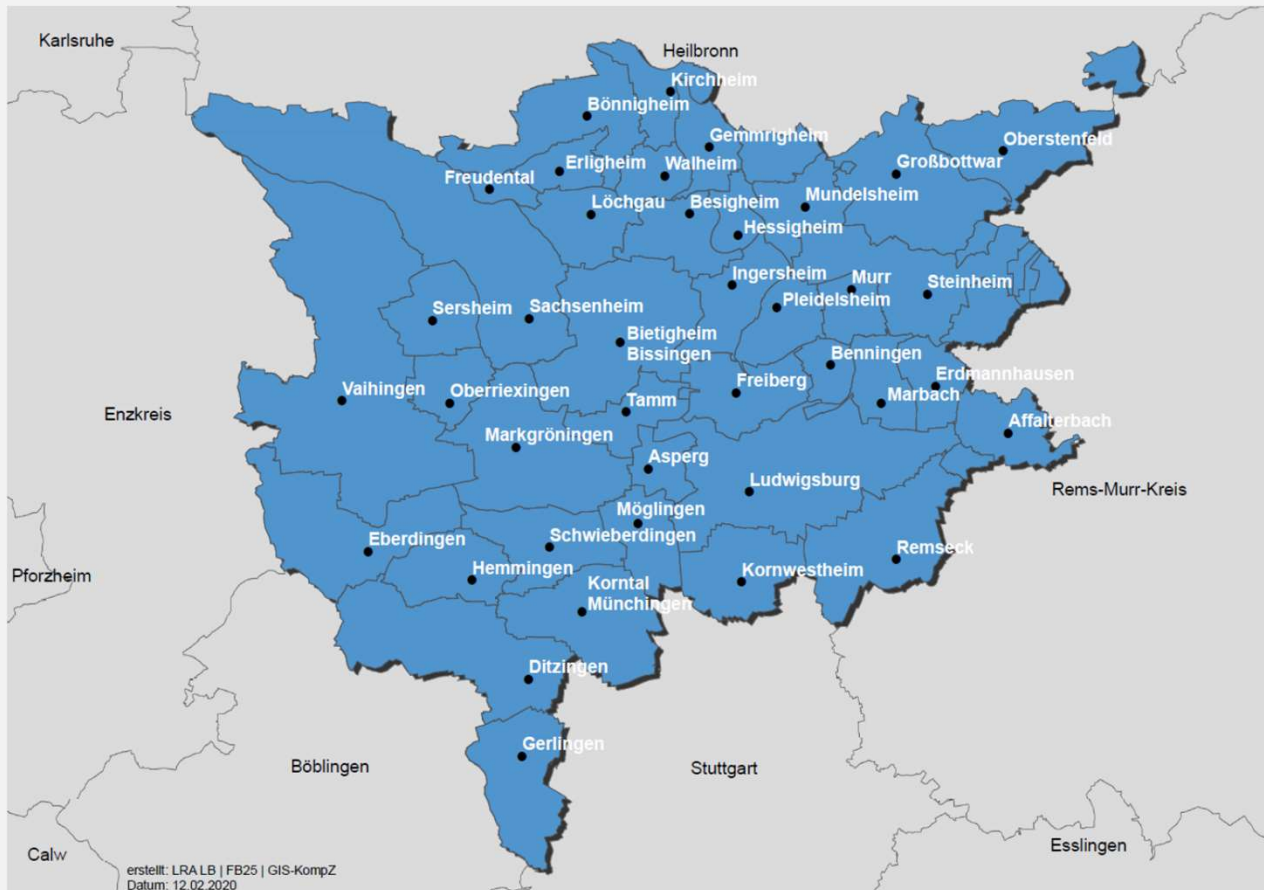 Karlsruhe
Heilbronn
Kirchheim
Bönnigheim
Gemmrigheim
Oberstenfeld
Großbottwar
Erligheim
Walheim
Freudental
Mundelsheim
Löchgau
Besigheim
Hessigheim
Ingersheim
Murr
Steinheim
Pleidelsheim
Sersheim
Sachsenheim
Bietigheim
Bissingen
Benningen
Erdmannhausen
Vaihingen
Oberriexingen
Freiberg
Tamm
Marbach
Enzkreis
Affalterbach
Markgröningen
Asperg
Ludwigsburg
Rems-Murr-Kreis
Möglingen
Schwieberdingen
Eberdingen
Remseck
Hemmingen
Kornwestheim
Pforzheim
Korntal
Münchingen
Ditzingen
Gerlingen
Böblingen
Stuttgart
Esslingen
Calw
erstellt: LRA LB | FB25 | GIS-KompZ
Datum: 12.02.2020